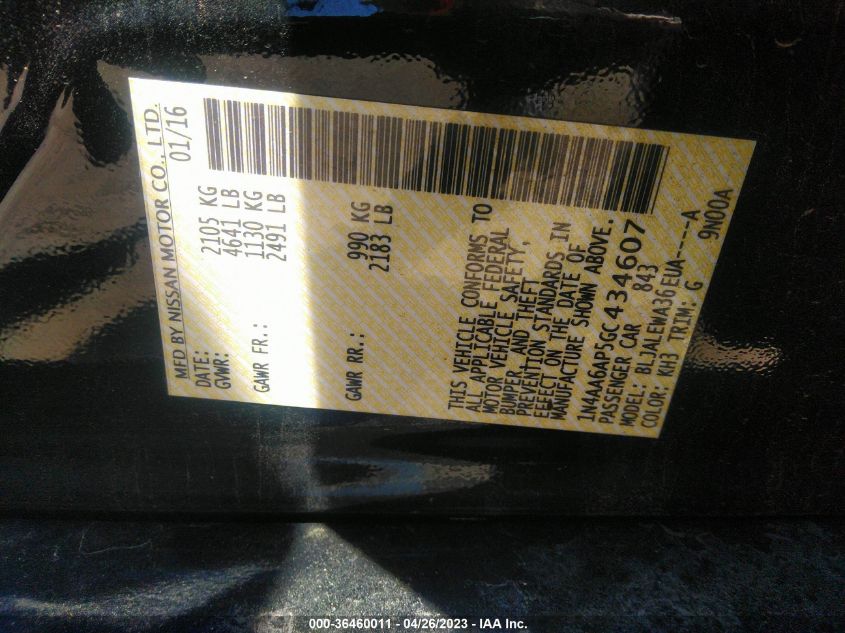 MFD BY NISSAN MOTOR CO., LTD.
DATE: 01/16
GVWR: 2105 KG
4641 LB
GAWR FR.: 1130 KG
2491 LB
GAWR RR.: 990 KG
2183 LB
THIS VEHICLE CONFORMS TO
ALL APPLICABLE FEDERAL
MOTOR VEHICLE SAFETY,
BUMPER AND THEFT
PREVENTION STANDARDS IN
EFFECT ON THE DATE OF
MANUFACTURE SHOWN ABOVE.
1N4AA6AP5GC434607
PASSENGER CAR 843
MODEL: BLJALEWA36EUA----A
COLOR: KH3 TRIM: G 9N00A
000-36460011 - 04/26/2023 - IAA Inc.